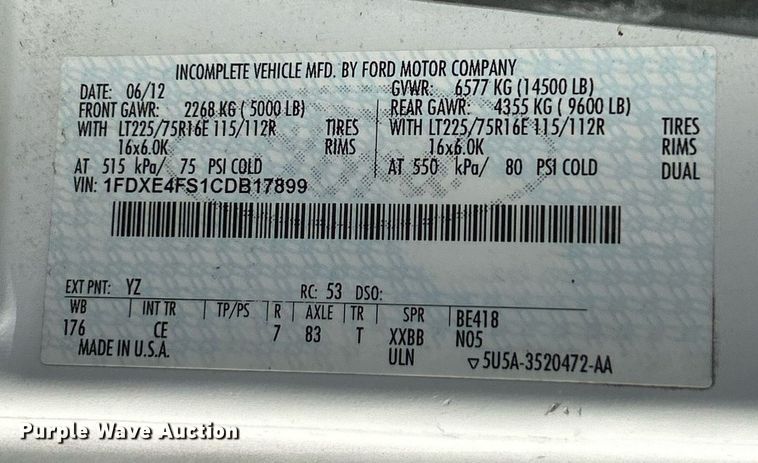 INCOMPLETE VEHICLE MFD. BY FORD MOTOR COMPANY
DATE: 06/12 GVWR: 6577 KG (14500 LB)
FRONT GAWR: 2268 KG ( 5000 LB) REAR GAWR: 4355 KG ( 9600 LB)
WITH LT225/75R16E 115/112R TIRES WITH LT225/75R16E 115/112R TIRES
16x6.0K RIMS 16x6.0K RIMS
AT 515 kPa/ 75 PSI COLD AT 550 kPa/ 80 PSI COLD DUAL
VIN: 1FDXE4FS1CDB17899
EXT PNT: YZ RC: 53 DSO:
WB INT TR TP/PS R AXLE TR SPR BE418
176 CE 7 83 T XXBB N05
MADE IN U.S.A. ULN ▽5U5A-3520472-AA
Purple Wave Auction